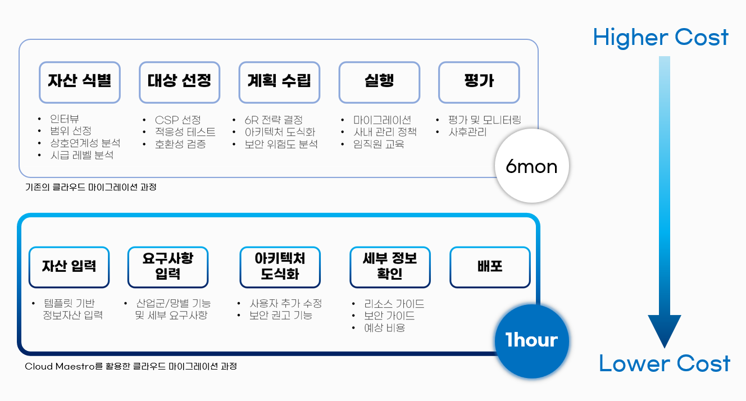 Higher Cost
자산 식별
대상 선정
계획 수립
실행
평가
• 인터뷰
• 범위 선정
• 상호연계성 분석
• 시급 레벨 분석
• CSP 선정
• 적응성 테스트
• 호환성 검증
• 6R 전략 결정
• 아키텍처 도식화
• 보안 위험도 분석
• 마이그레이션
• 사내 관리 정책
• 임직원 교육
• 평가 및 모니터링
• 사후관리
6mon
기존의 클라우드 마이그레이션 과정
자산 입력
요구사항
입력
아키텍처
도식화
세부 정보
확인
배포
• 템플릿 기반
정보자산 입력
• 산업군/망별 기능
및 세부 요구사항
• 사용자 추가 수정
• 보안 권고 기능
• 리소스 가이드
• 보안 가이드
• 예상 비용
1hour
Cloud Maestro를 활용한 클라우드 마이그레이션 과정
Lower Cost